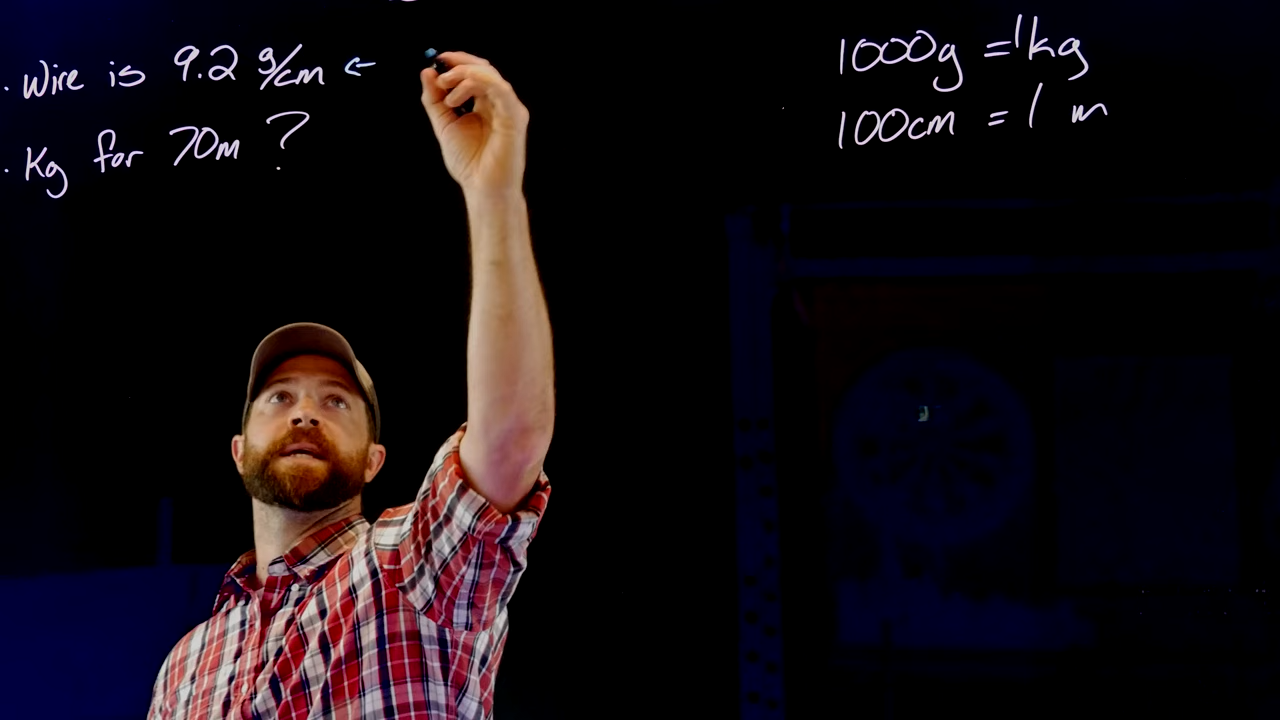 · Wire is 9.2 g/cm ←
· Kg for 70m ?
1000g = 1kg
100cm = 1 m